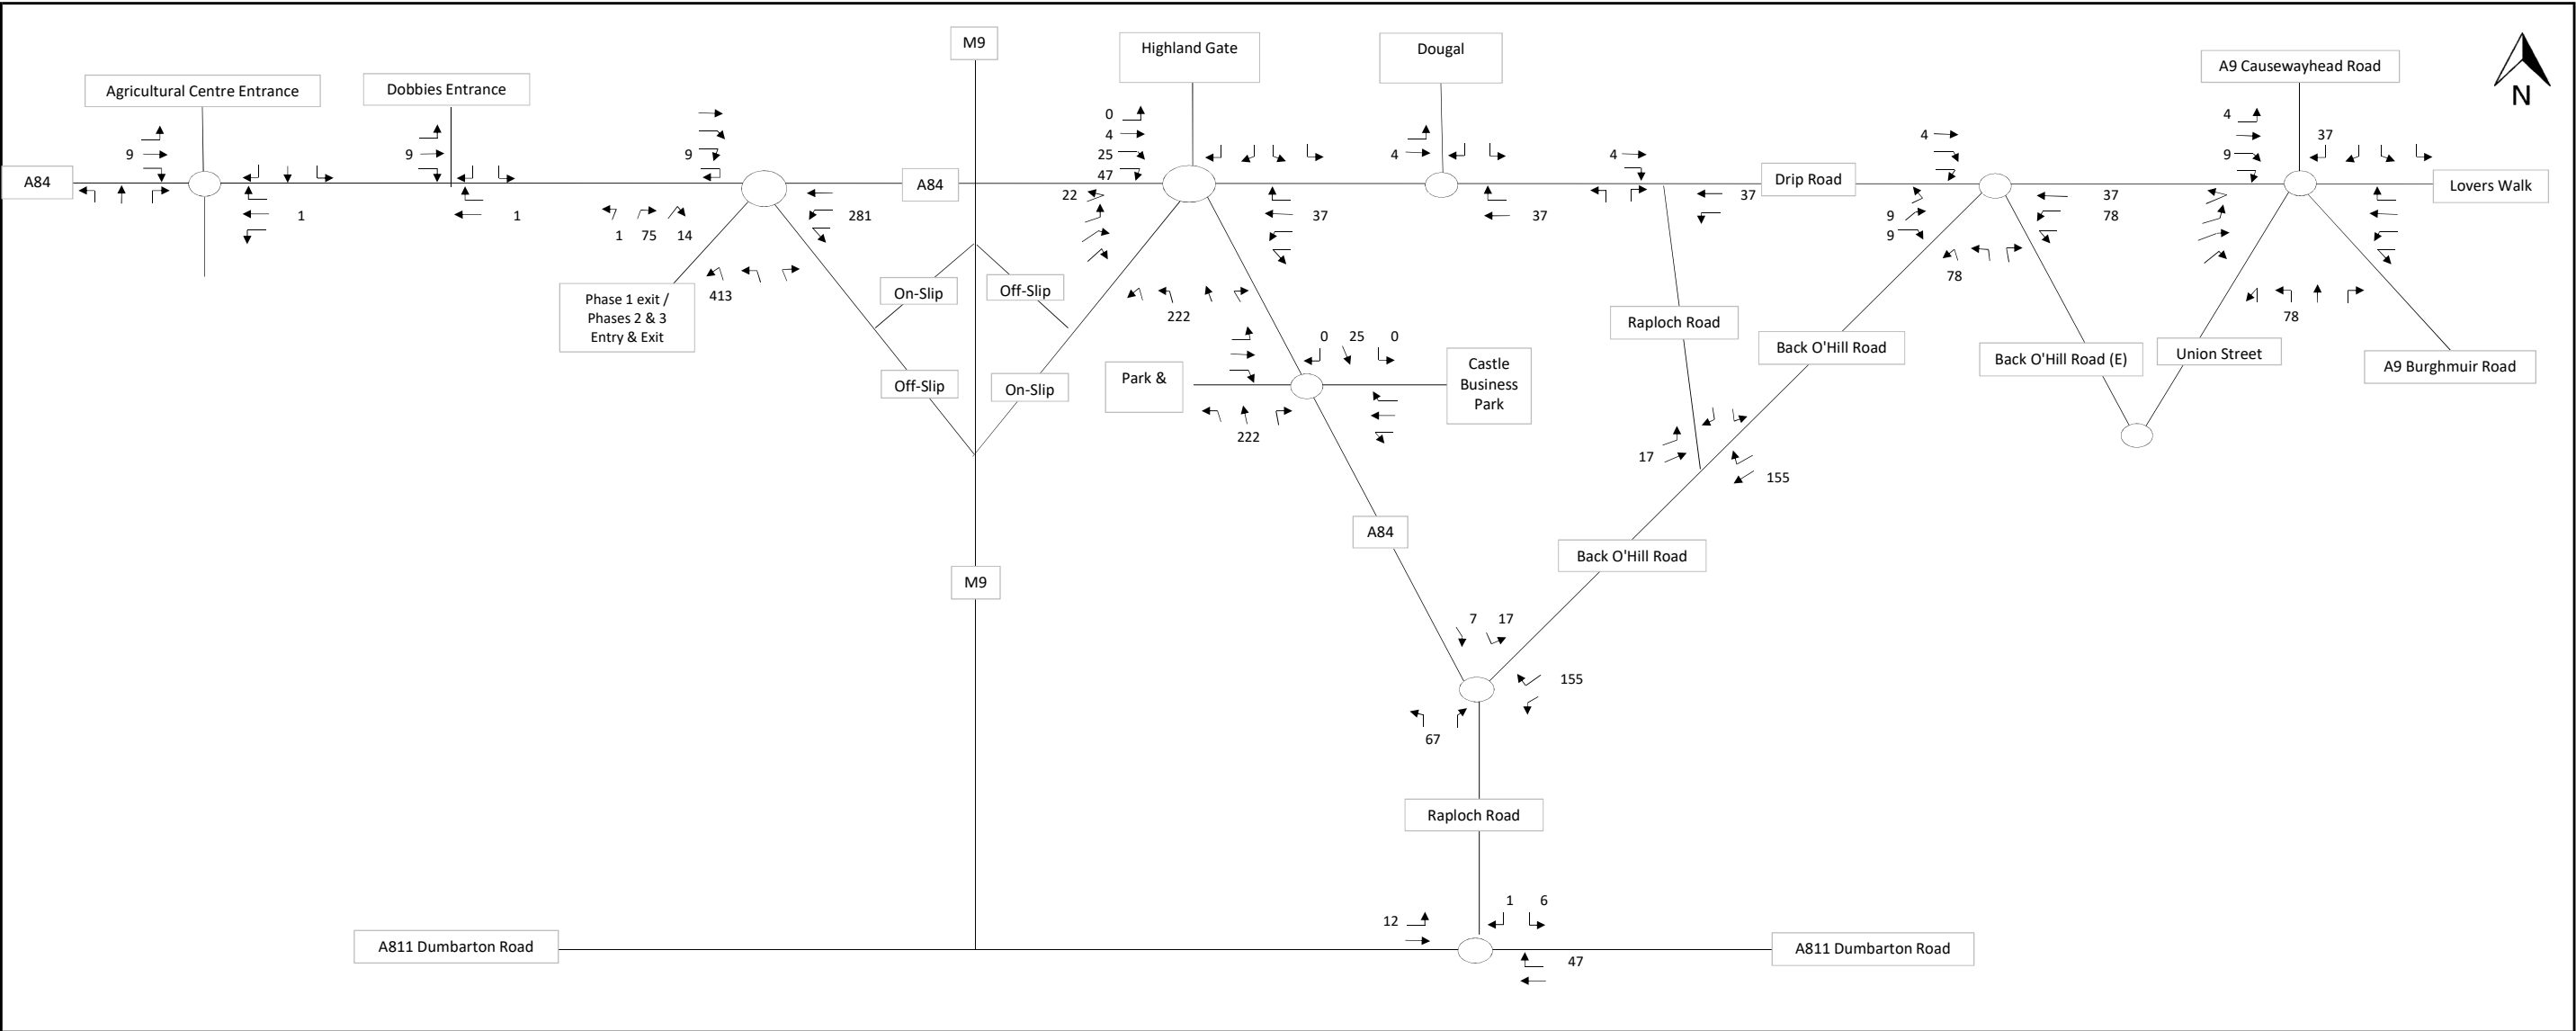 M9
Highland Gate
Dougal
A9 Causewayhead Road
N
Agricultural Centre Entrance
Dobbies Entrance
0
4
25
47
4
4
4
4
9
37
9
9
9
A84
A84
22
Drip Road
Lovers Walk
1
1
1 75 14
281
37
37
37
9
9
37
78
413
78
Phase 1 exit /
Phases 2 & 3
Entry & Exit
On-Slip
Off-Slip
222
78
Raploch Road
Back O'Hill Road
Back O'Hill Road (E)
Union Street
A9 Burghmuir Road
0 25 0
Park &
Castle
Business
Park
Off-Slip
On-Slip
222
17
155
A84
Back O'Hill Road
M9
7 17
155
67
Raploch Road
1 6
12
A811 Dumbarton Road
A811 Dumbarton Road
47